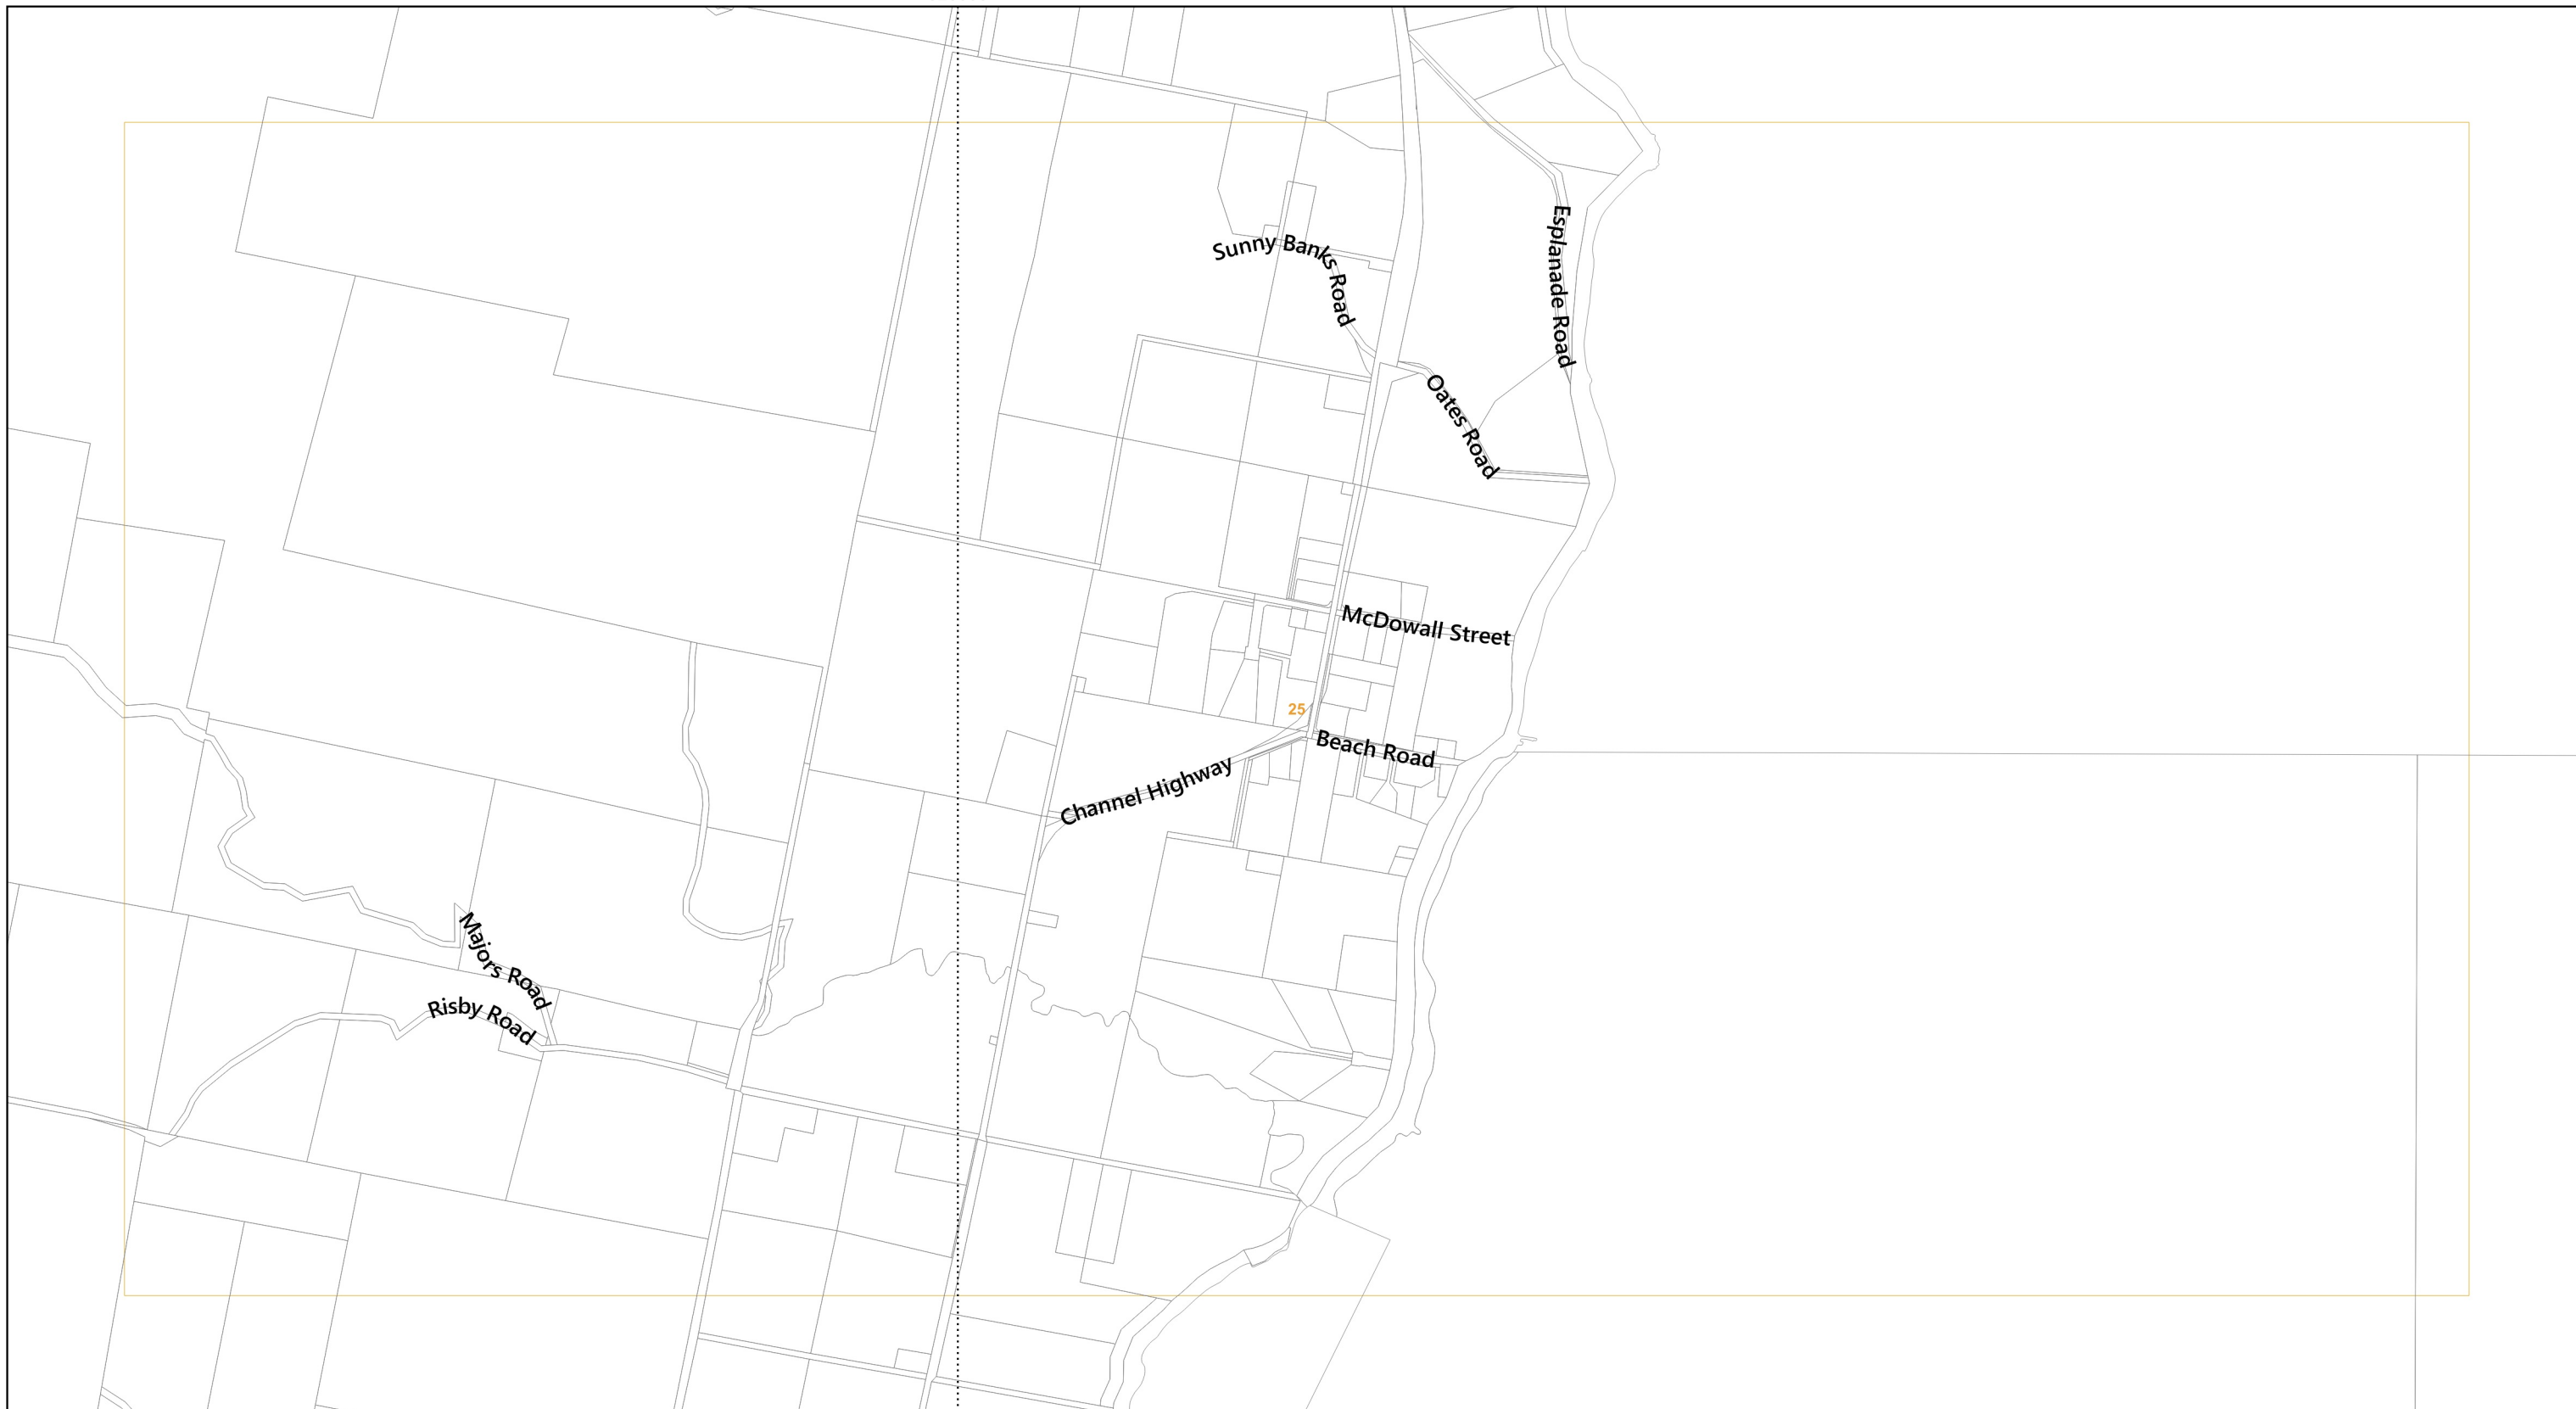 Sunny Banks Road
Esplanade Road
Oates Road
McDowall Street
25
Beach Road
Channel Highway
Majors Road
Risby Road